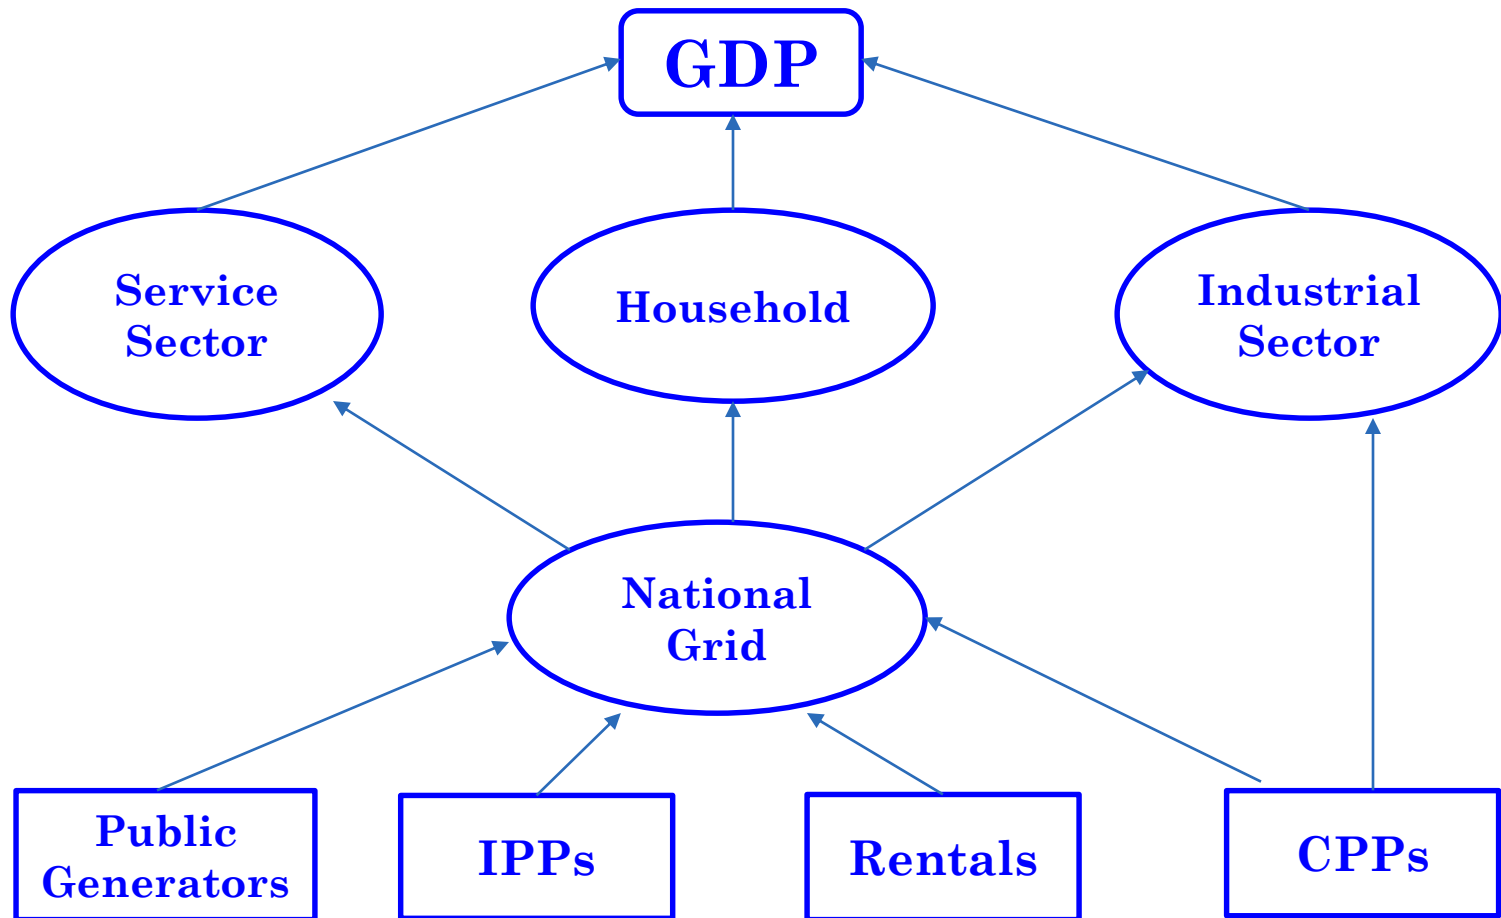 GDP
Service
Sector
Household
Industrial
Sector
National
Grid
Public
Generators
IPPs
Rentals
CPPs